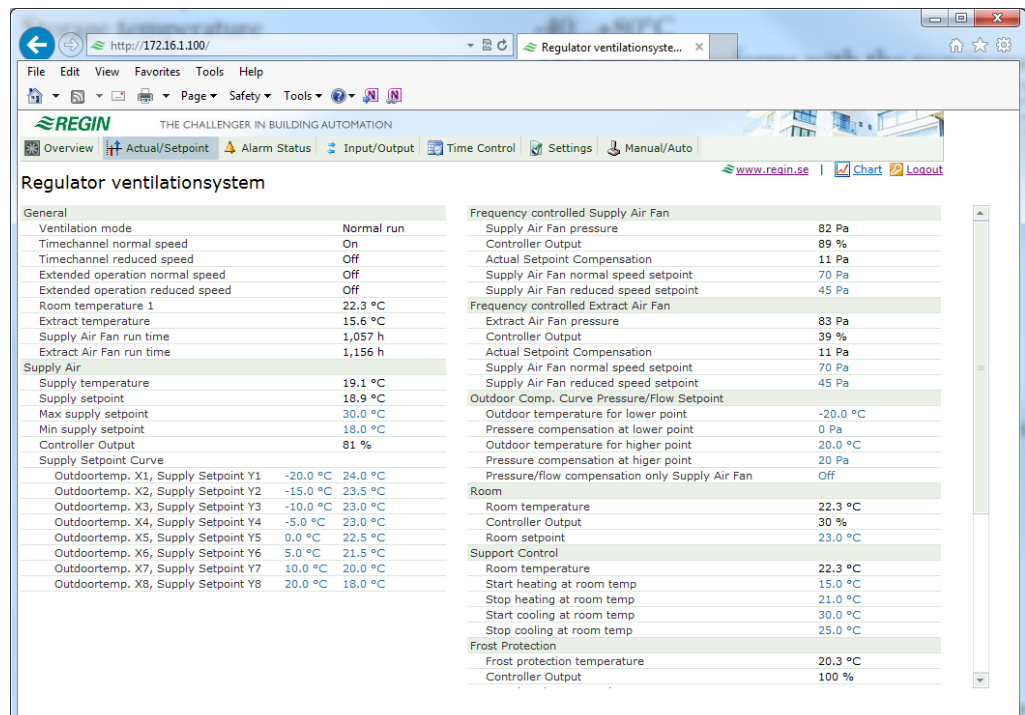 Storage temperature -40...+80°C
http://172.16.1.100/
Regulator ventilationsyste...
File Edit View Favorites Tools Help
Page Safety Tools
REGIN THE CHALLENGER IN BUILDING AUTOMATION
Overview Actual/Setpoint Alarm Status Input/Output Time Control Settings Manual/Auto
www.regin.se | Chart Logout
Regulator ventilationsystem
General
Ventilation mode Normal run
Timechannel normal speed On
Timechannel reduced speed Off
Extended operation normal speed Off
Extended operation reduced speed Off
Room temperature 1 22.3 °C
Extract temperature 15.6 °C
Supply Air Fan run time 1,057 h
Extract Air Fan run time 1,156 h
Supply Air
Supply temperature 19.1 °C
Supply setpoint 18.9 °C
Max supply setpoint 30.0 °C
Min supply setpoint 18.0 °C
Controller Output 81 %
Supply Setpoint Curve
Outdoortemp. X1, Supply Setpoint Y1 -20.0 °C 24.0 °C
Outdoortemp. X2, Supply Setpoint Y2 -15.0 °C 23.5 °C
Outdoortemp. X3, Supply Setpoint Y3 -10.0 °C 23.0 °C
Outdoortemp. X4, Supply Setpoint Y4 -5.0 °C 23.0 °C
Outdoortemp. X5, Supply Setpoint Y5 0.0 °C 22.5 °C
Outdoortemp. X6, Supply Setpoint Y6 5.0 °C 21.5 °C
Outdoortemp. X7, Supply Setpoint Y7 10.0 °C 20.0 °C
Outdoortemp. X8, Supply Setpoint Y8 20.0 °C 18.0 °C
Frequency controlled Supply Air Fan
Supply Air Fan pressure 82 Pa
Controller Output 89 %
Actual Setpoint Compensation 11 Pa
Supply Air Fan normal speed setpoint 70 Pa
Supply Air Fan reduced speed setpoint 45 Pa
Frequency controlled Extract Air Fan
Extract Air Fan pressure 83 Pa
Controller Output 39 %
Actual Setpoint Compensation 11 Pa
Supply Air Fan normal speed setpoint 70 Pa
Supply Air Fan reduced speed setpoint 45 Pa
Outdoor Comp. Curve Pressure/Flow Setpoint
Outdoor temperature for lower point -20.0 °C
Pressere compensation at lower point 0 Pa
Outdoor temperature for higher point 20.0 °C
Pressure compensation at higer point 20 Pa
Pressure/flow compensation only Supply Air Fan Off
Room
Room temperature 22.3 °C
Controller Output 30 %
Room setpoint 23.0 °C
Support Control
Room temperature 22.3 °C
Start heating at room temp 15.0 °C
Stop heating at room temp 21.0 °C
Start cooling at room temp 30.0 °C
Stop cooling at room temp 25.0 °C
Frost Protection
Frost protection temperature 20.3 °C
Controller Output 100 %